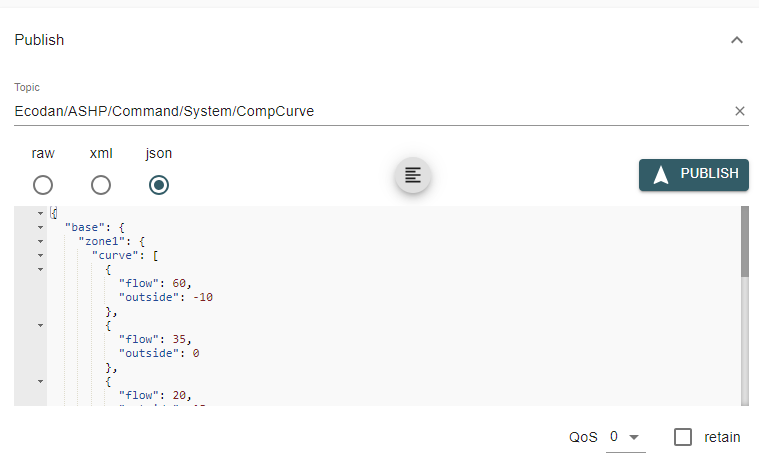 Publish
Topic
Ecodan/ASHP/Command/System/CompCurve
raw xml json
PUBLISH
{
"base": {
"zone1": {
"curve": [
{
"flow": 60,
"outside": -10
},
{
"flow": 35,
"outside": 0
},
{
"flow": 20,
QoS 0 retain